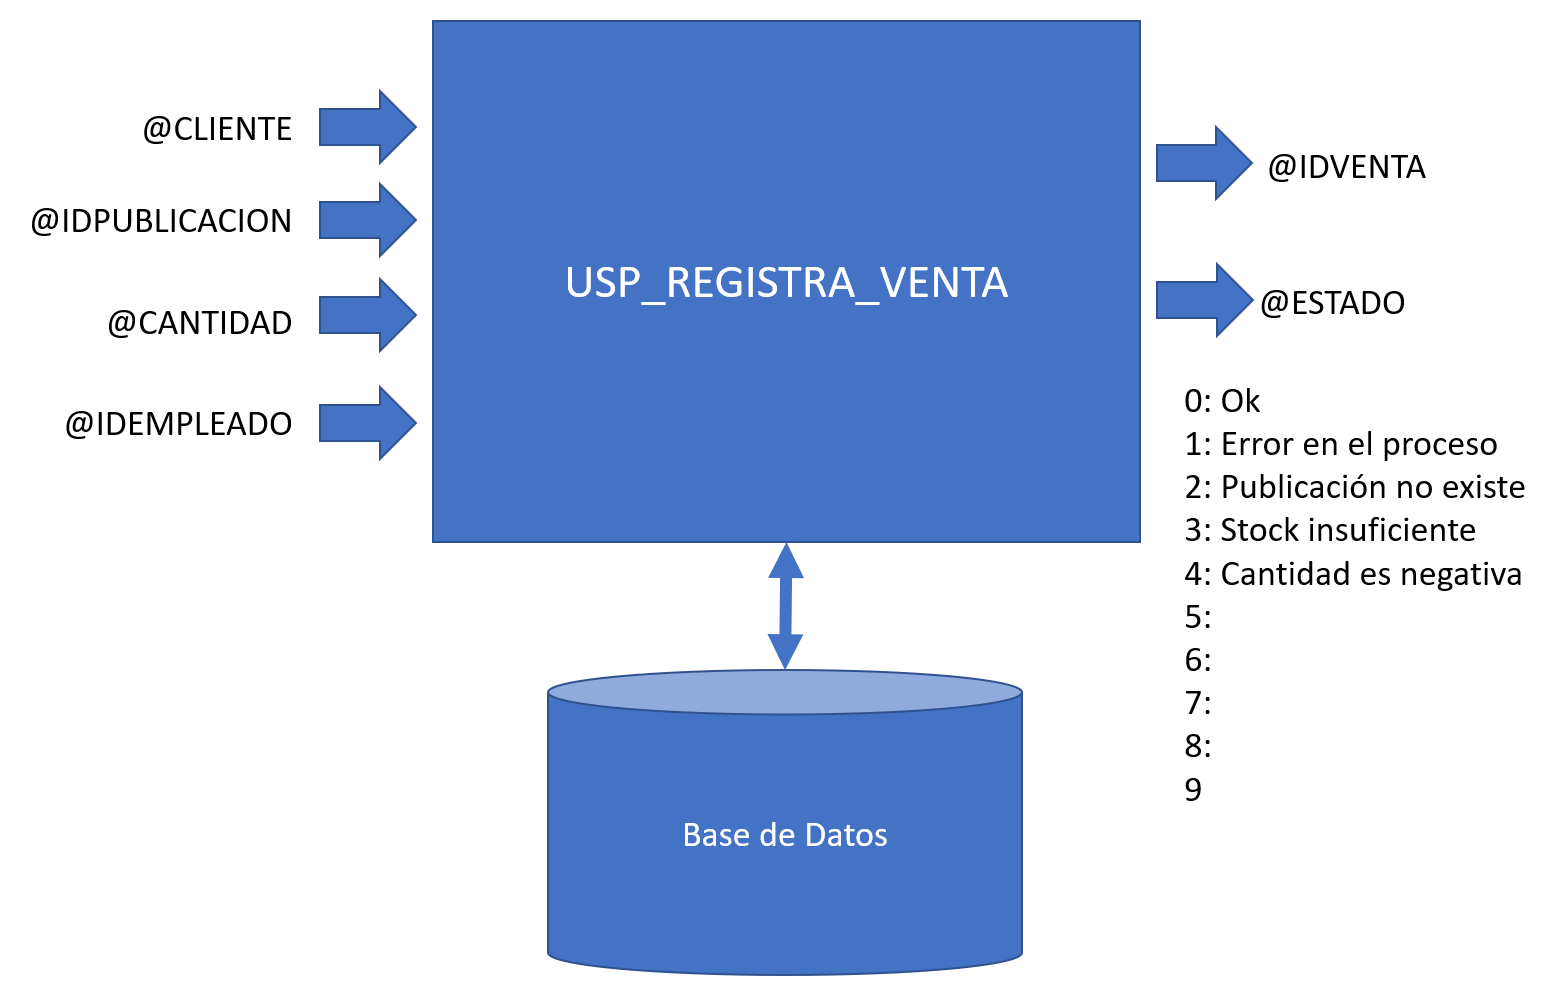 @CLIENTE
@IDPUBLICACION
@CANTIDAD
@IDEMPLEADO
USP_REGISTRA_VENTA
@IDVENTA
@ESTADO
0: Ok
1: Error en el proceso
2: Publicación no existe
3: Stock insuficiente
4: Cantidad es negativa
5:
6:
7:
8:
9
Base de Datos